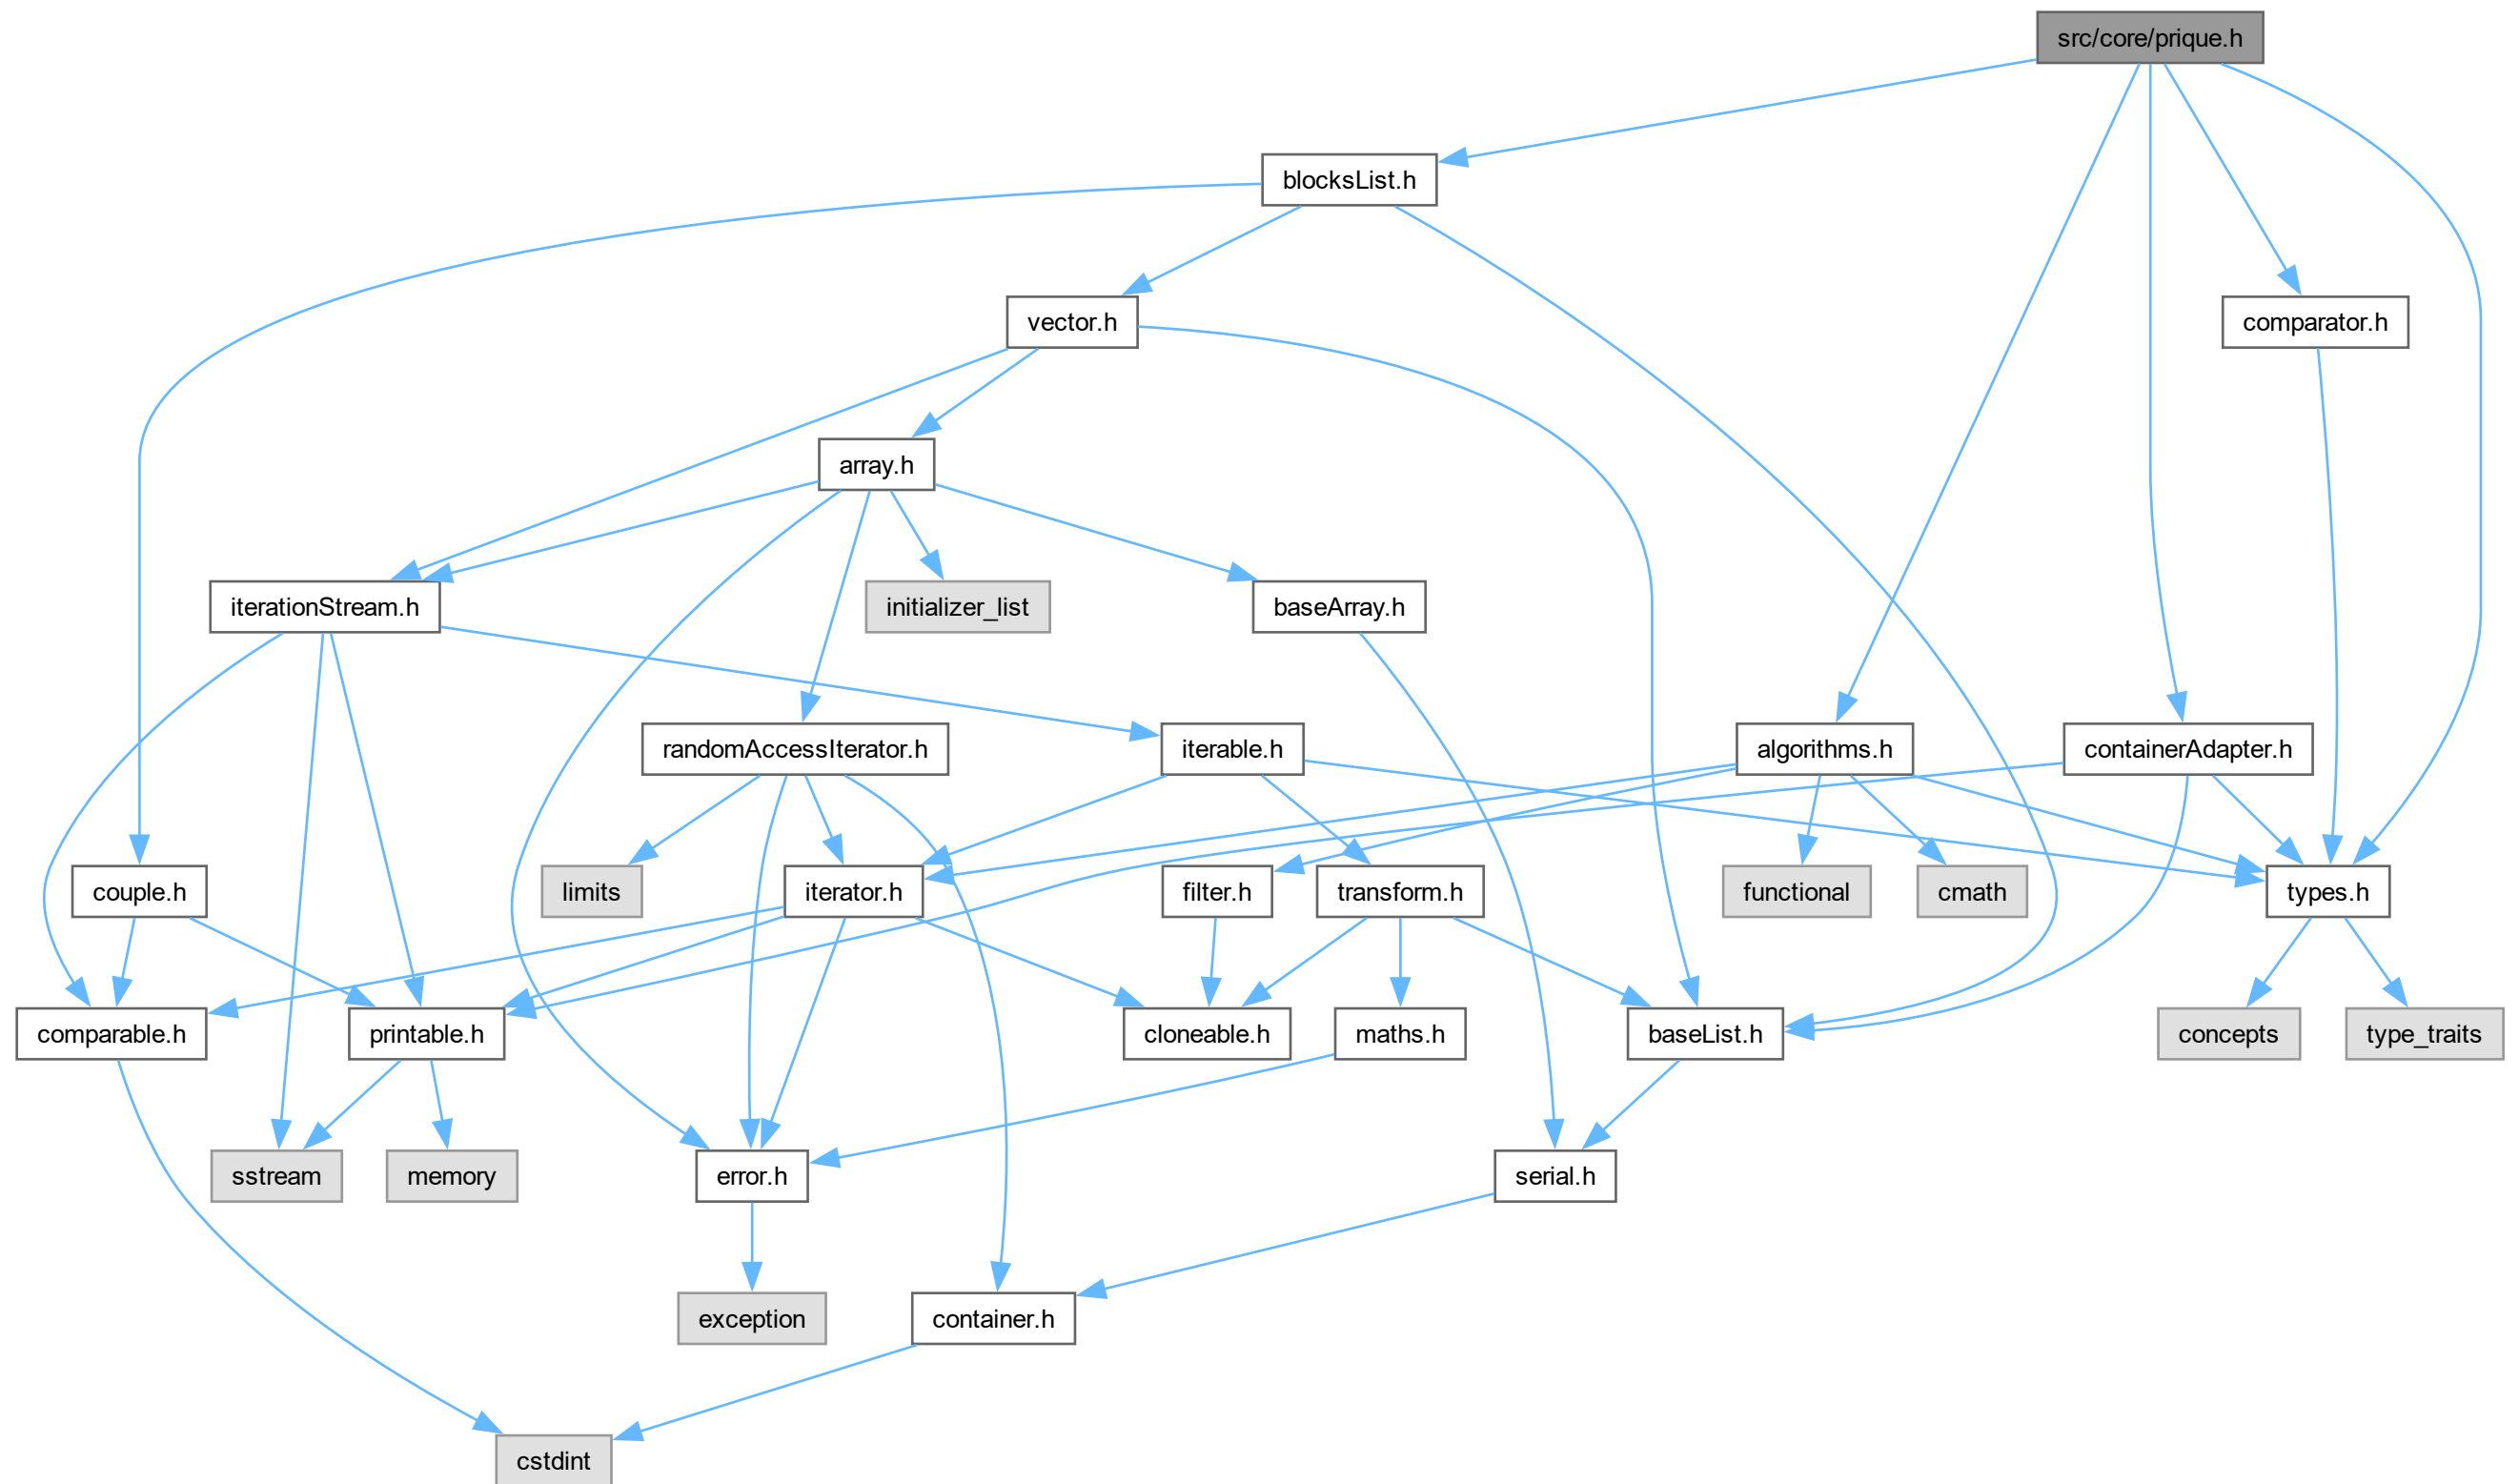 src/core/prique.h
blocksList.h
vector.h
comparator.h
array.h
iterationStream.h
initializer_list
baseArray.h
randomAccessIterator.h
iterable.h
algorithms.h
containerAdapter.h
couple.h
limits
iterator.h
filter.h
transform.h
functional
cmath
types.h
comparable.h
printable.h
cloneable.h
maths.h
baseList.h
concepts
type_traits
sstream
memory
error.h
serial.h
exception
container.h
cstdint